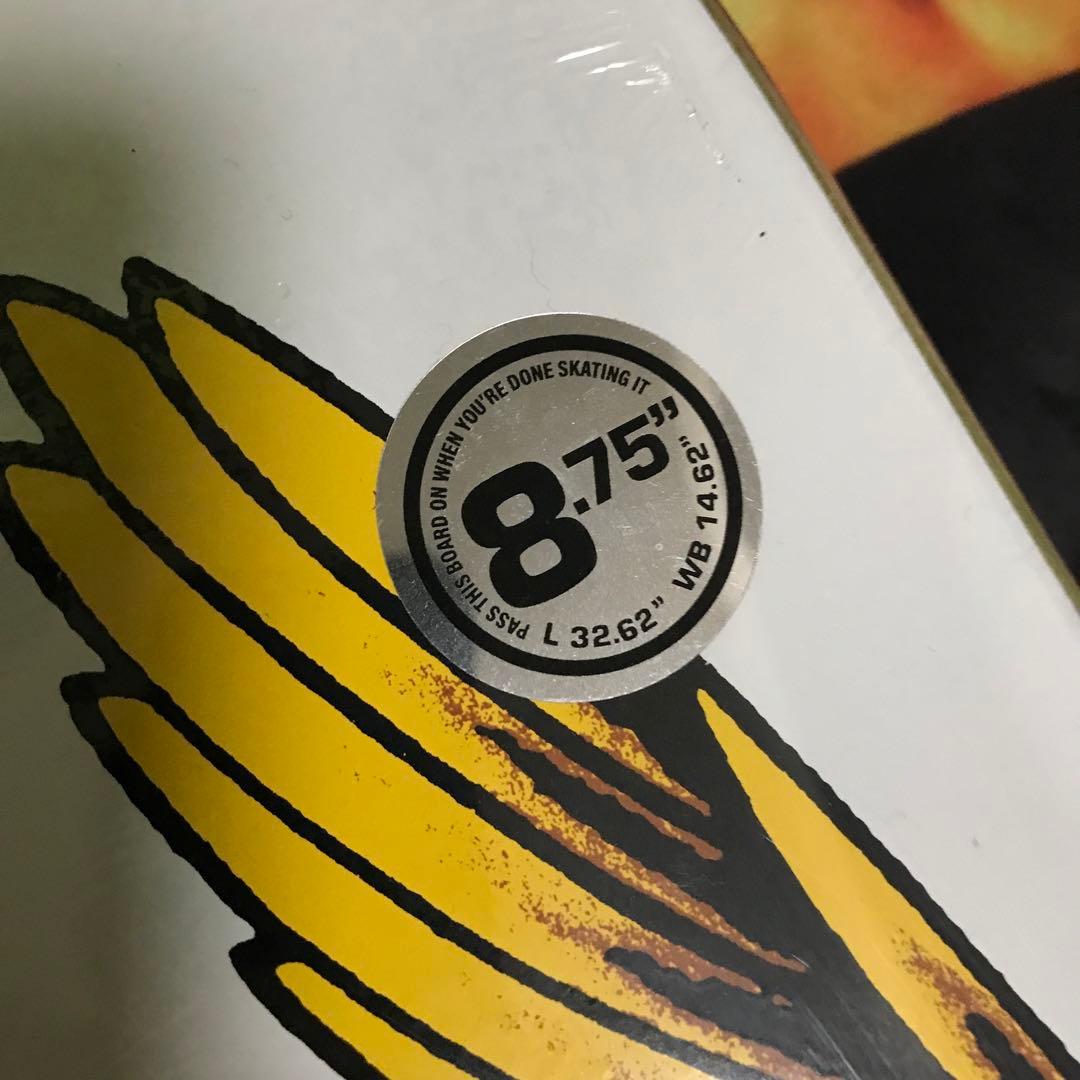 PASS THIS BOARD ON WHEN YOU'RE DONE SKATING IT
8.75”
L 32.62” WB 14.62”